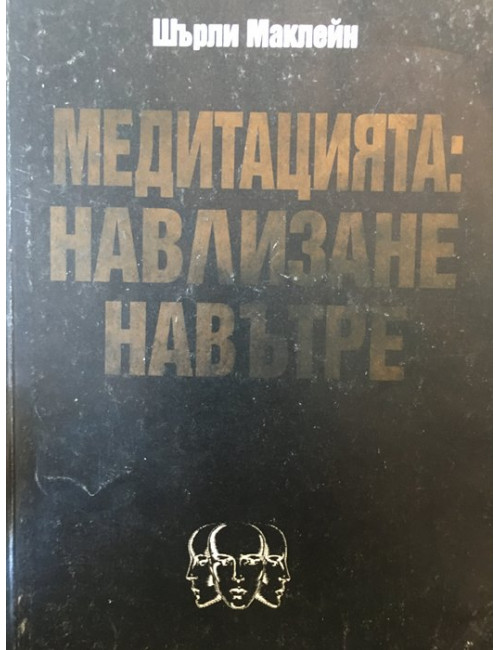 Шърли Маклейн
МЕДИТАЦИЯТА:
НАВЛИЗАНЕ
НАВЪТРЕ